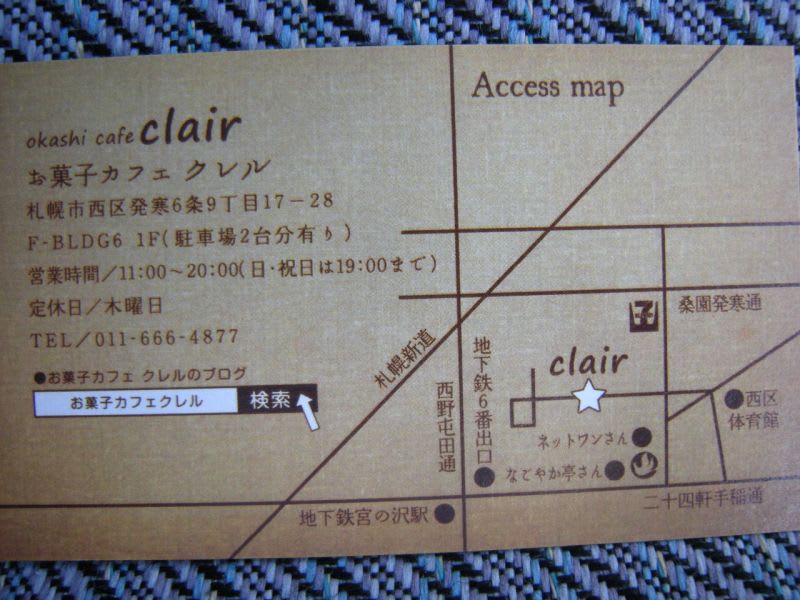 okashi cafe clair
お菓子カフェ クレル
札幌市西区発寒6条9丁目17-28
F-BLDG6 1F(駐車場2台分有り)
営業時間/11:00～20:00(日・祝日は19:00まで)
定休日/木曜日
TEL/011-666-4877
●お菓子カフェ クレルのブログ
お菓子カフェクレル 検索
Access map
桑園発寒通
札幌新道
clair
地下鉄6番出口
西野屯田通
西区
体育館
ネットワンさん
なごやか亭さん
二十四軒手稲通
地下鉄宮の沢駅